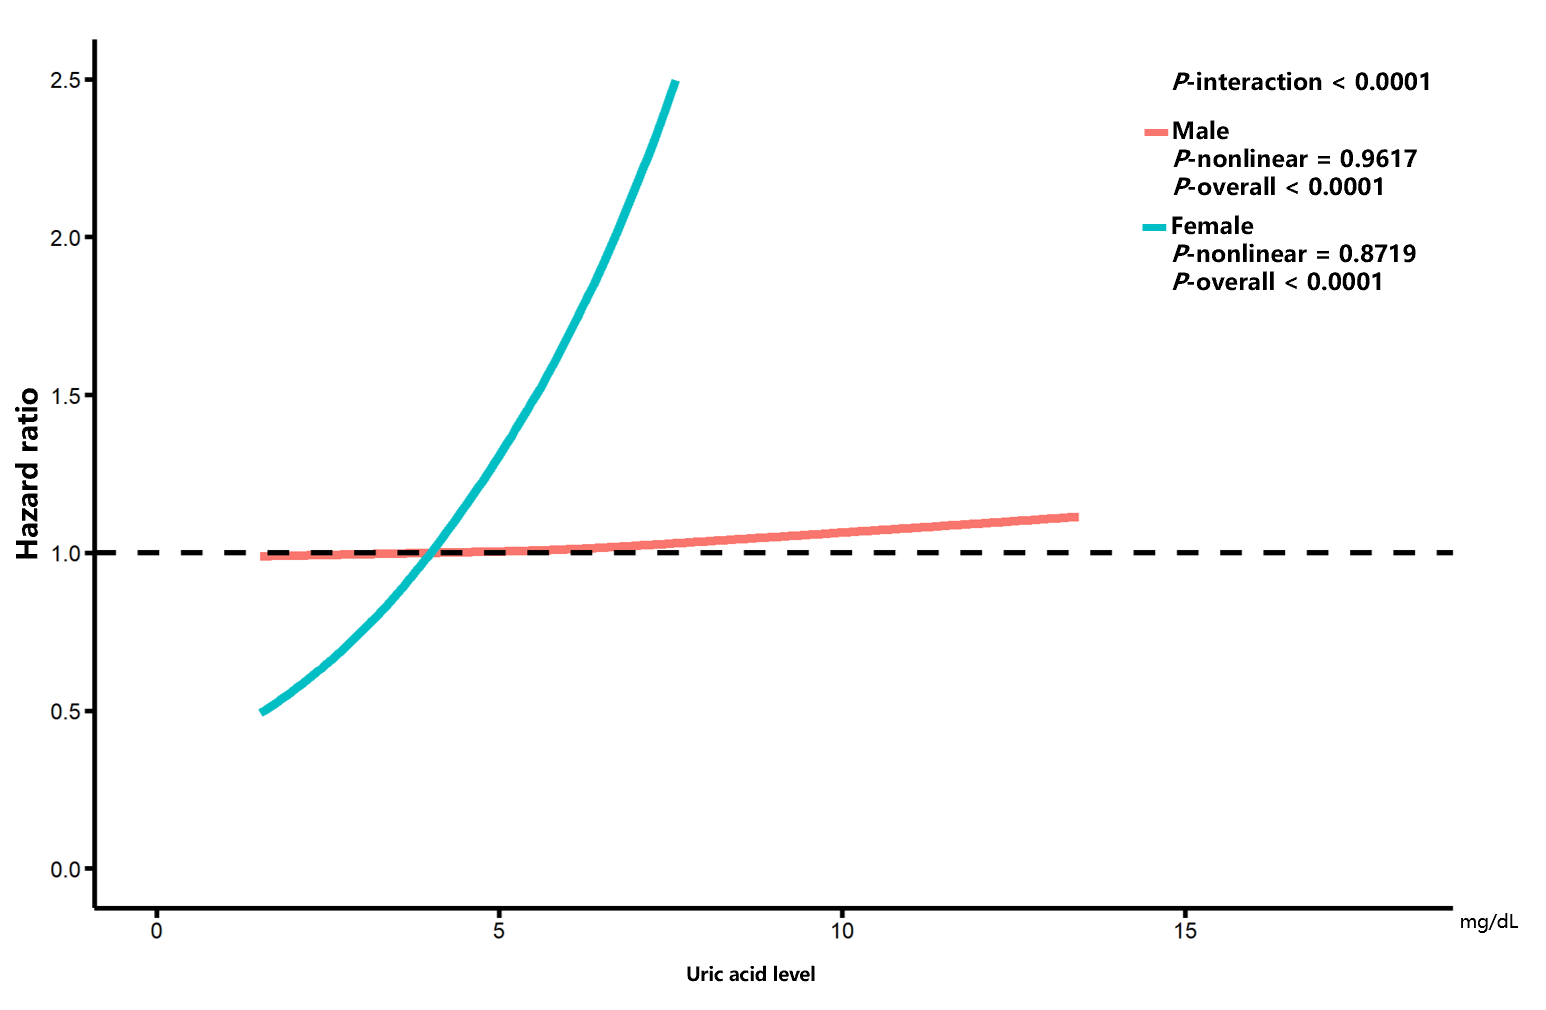 2.5
2.0
1.5
1.0
0.5
0.0
Hazard ratio
0
5
10
15
mg/dL
Uric acid level
P-interaction < 0.0001
Male
P-nonlinear = 0.9617
P-overall < 0.0001
Female
P-nonlinear = 0.8719
P-overall < 0.0001